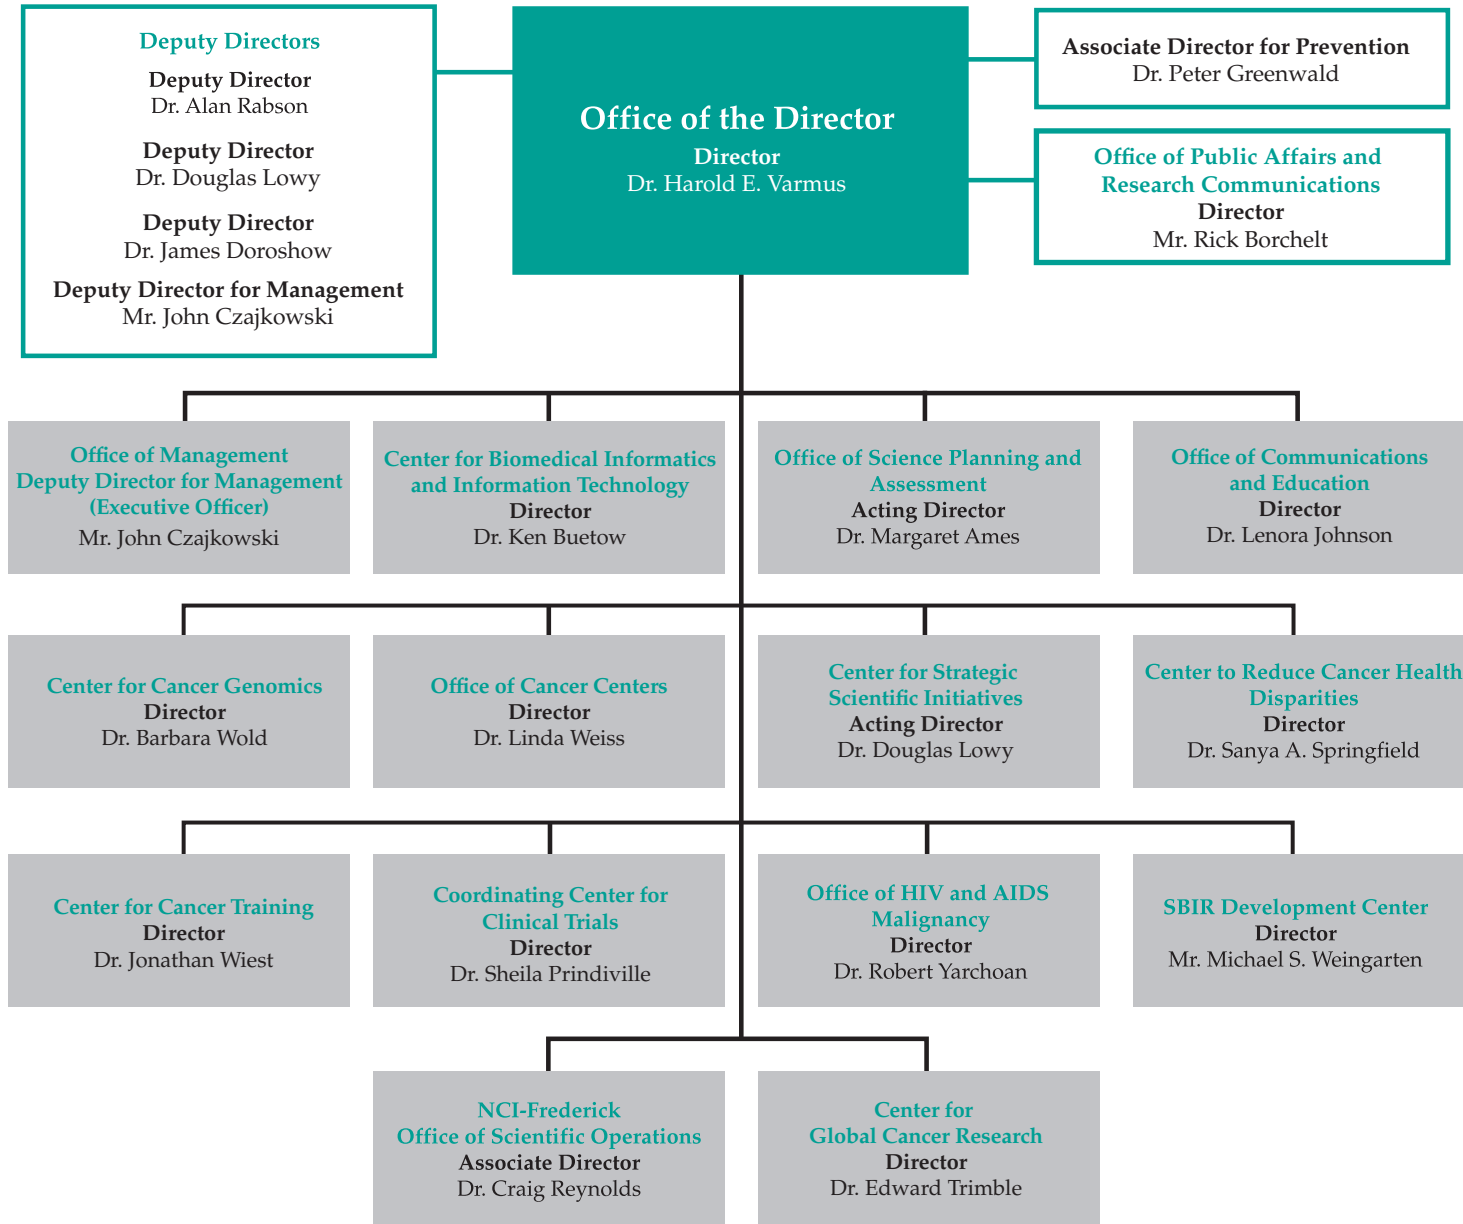 Deputy Directors
Deputy Director
Dr. Alan Rabson
Deputy Director
Dr. Douglas Lowy
Deputy Director
Dr. James Doroshow
Deputy Director for Management
Mr. John Czajkowski
Office of the Director
Director
Dr. Harold E. Varmus
Associate Director for Prevention
Dr. Peter Greenwald
Office of Public Affairs and
Research Communications
Director
Mr. Rick Borchelt
Office of Management
Deputy Director for Management
(Executive Officer)
Mr. John Czajkowski
Center for Biomedical Informatics
and Information Technology
Director
Dr. Ken Buetow
Office of Science Planning and
Assessment
Acting Director
Dr. Margaret Ames
Office of Communications
and Education
Director
Dr. Lenora Johnson
Center for Cancer Genomics
Director
Dr. Barbara Wold
Office of Cancer Centers
Director
Dr. Linda Weiss
Center for Strategic
Scientific Initiatives
Acting Director
Dr. Douglas Lowy
Center to Reduce Cancer Health
Disparities
Director
Dr. Sanya A. Springfield
Center for Cancer Training
Director
Dr. Jonathan Wiest
Coordinating Center for
Clinical Trials
Director
Dr. Sheila Prindiville
Office of HIV and AIDS
Malignancy
Director
Dr. Robert Yarchoan
SBIR Development Center
Director
Mr. Michael S. Weingarten
NCI-Frederick
Office of Scientific Operations
Associate Director
Dr. Craig Reynolds
Center for
Global Cancer Research
Director
Dr. Edward Trimble